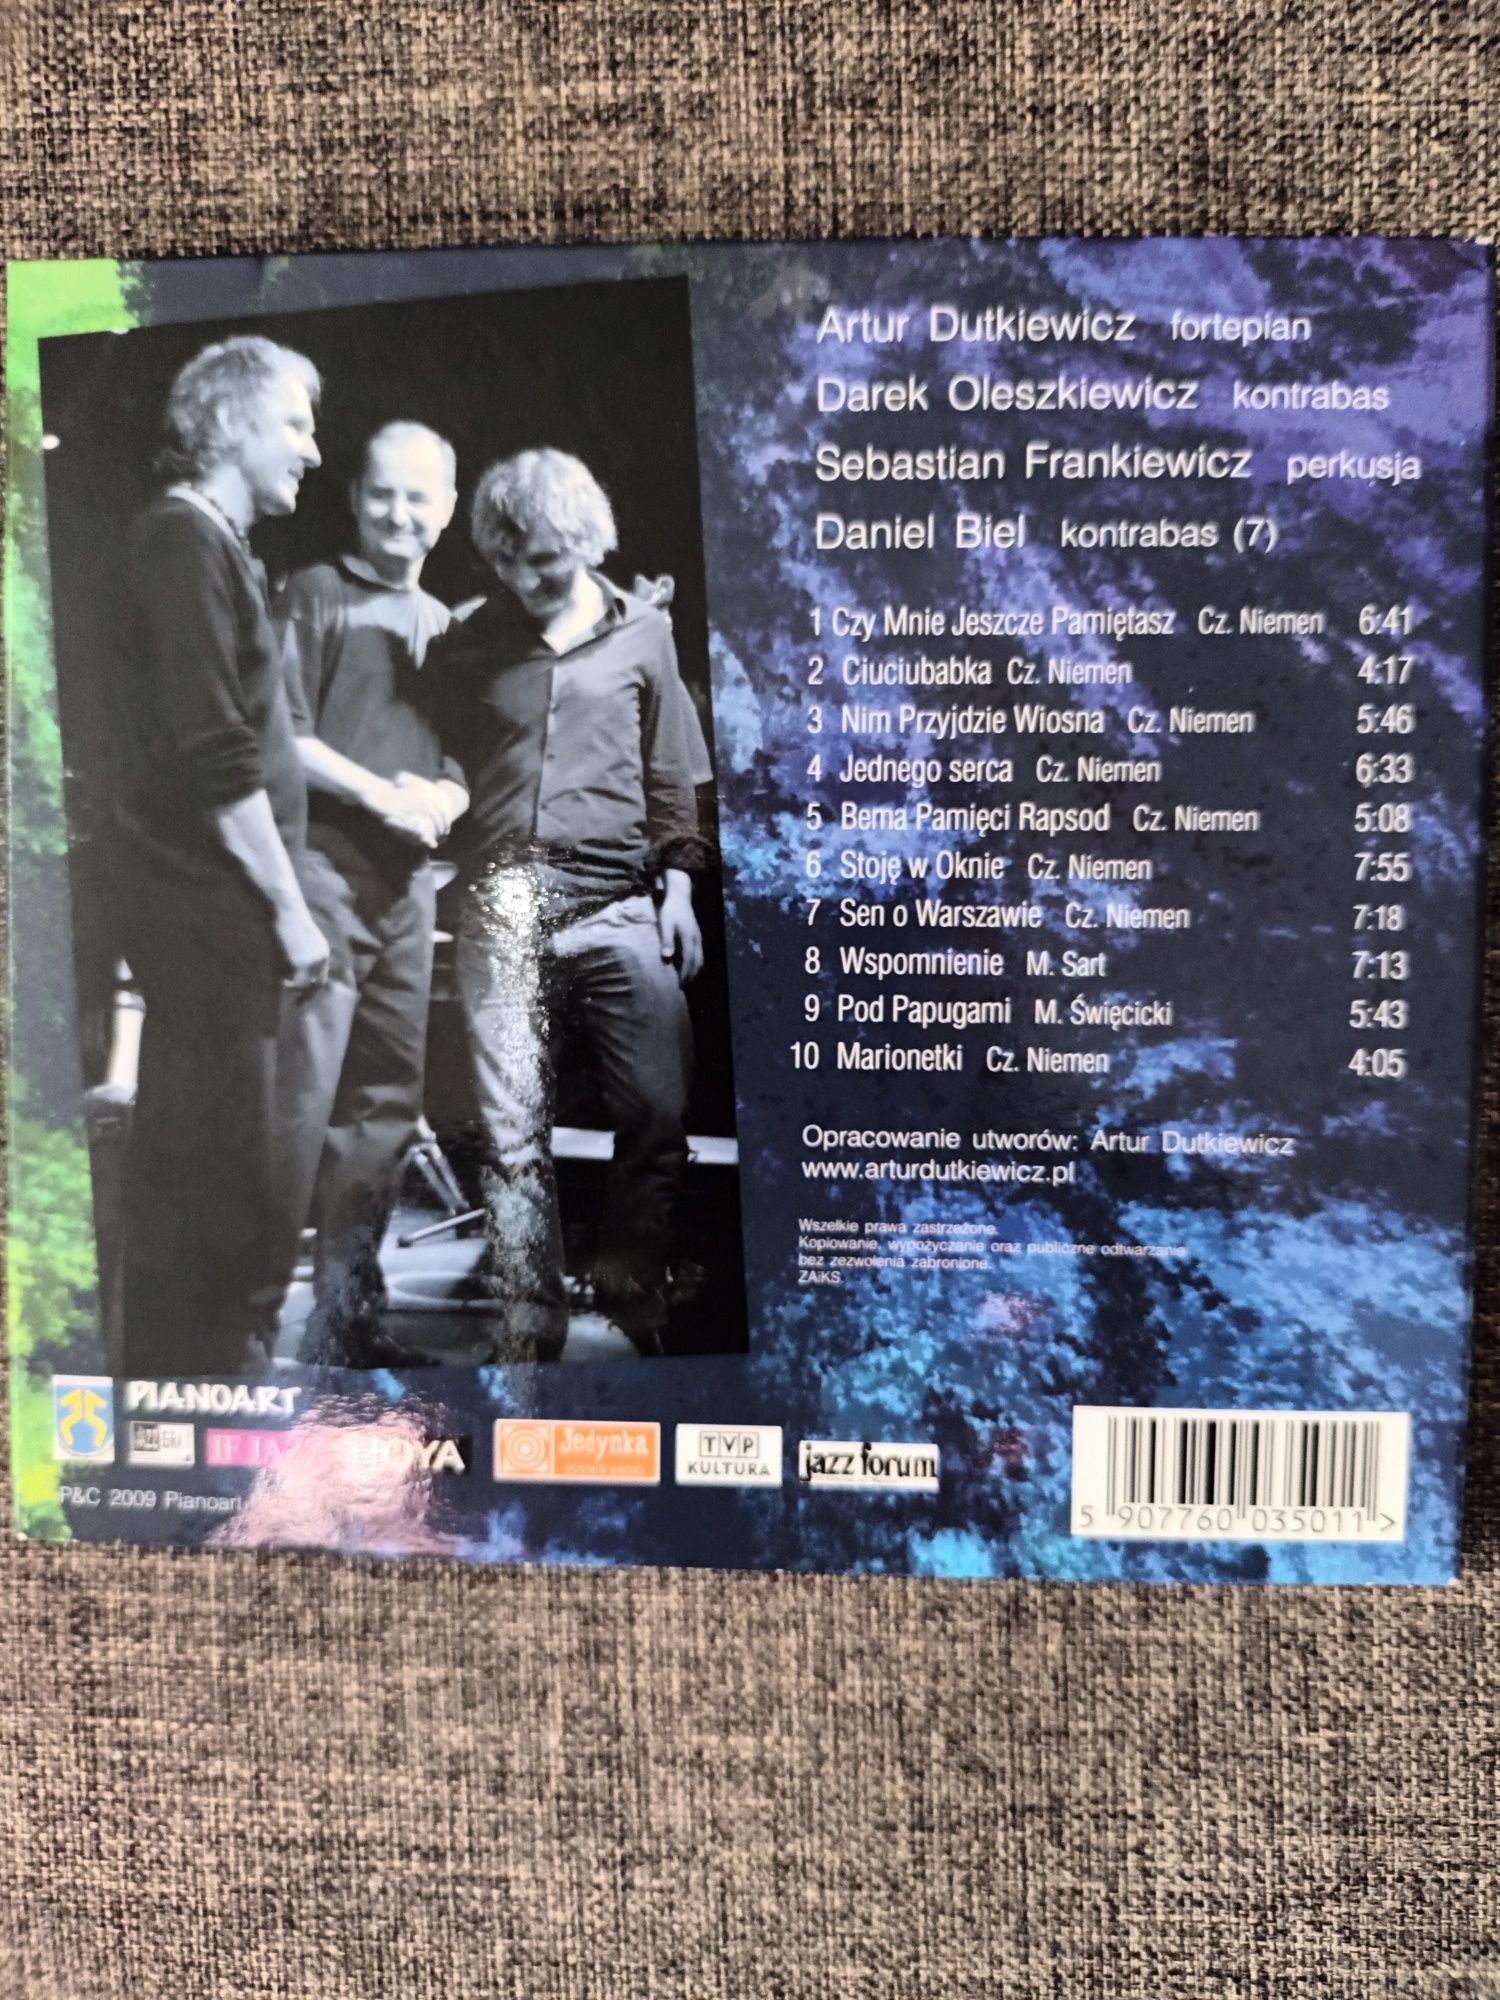 Artur Dutkiewicz fortepian
Darek Oleszkiewicz kontrabas
Sebastian Frankiewicz perkusja
Daniel Biel kontrabas (7)
1 Czy Mnie Jeszcze Pamiętasz Cz. Niemen 6:41
2 Ciuciubabka Cz. Niemen 4:17
3 Nim Przyjdzie Wiosna Cz. Niemen 5:46
4 Jednego serca Cz. Niemen 6:33
5 Bema Pamięci Rapsod Cz. Niemen 5:08
6 Stoję w Oknie Cz. Niemen 7:55
7 Sen o Warszawie Cz. Niemen 7:18
8 Wspomnienie M. Sart 7:13
9 Pod Papugami M. Święcicki 5:43
10 Marionetki Cz. Niemen 4:05
Opracowanie utworów: Artur Dutkiewicz
www.arturdutkiewicz.pl
Wszelkie prawa zastrzeżone.
Kopiowanie, wypożyczanie oraz publiczne odtwarzanie
bez zezwolenia zabronione.
ZAiKS.
PIANOART
Jazz GRA
Jedynka
POLSKIE RADIO
TVP
KULTURA
jazz forum
P&C 2009 Pianoart
5 907760 035011 >